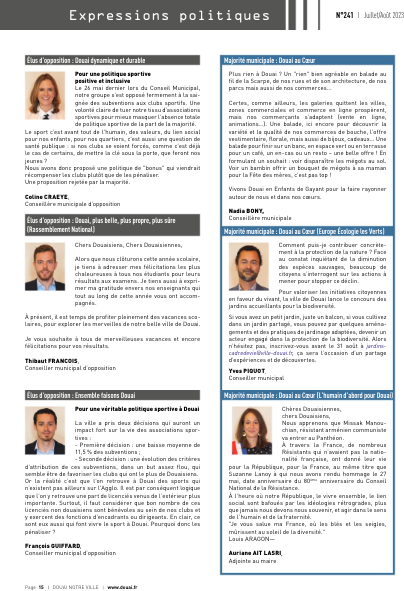 Expressions politiques
N°241 | Juillet/Août 2023
Élus d'opposition : Douai dynamique et durable
Pour une politique sportive
positive et inclusive
Le 26 mai dernier lors du Conseil Municipal,
notre groupe s'est opposé fermement à la sai-
gnée des subventions aux clubs sportifs. Une
volonté claire de tuer notre tissu d'associations
sportives pour mieux masquer l'absence totale
de politique sportive de la part de la majorité.
Le sport c'est avant tout de l'humain, des valeurs, du lien social
pour nos enfants, pour nos quartiers, c'est aussi une question de
santé publique : si nos clubs se sient forcés, comme c'est déjà
le cas de certains, de mettre la clé sous la porte, que feront nos
jeunes ?
Nous avons donc proposé une politique de "bonus" qui viendrait
récompenser les clubs plutôt que de les pénaliser.
Une proposition rejetée par la majorité.
Coline CRAEYE,
Conseillère municipale d'opposition
Élus d'opposition : Douai, plus belle, plus propre, plus sûre
(Rassemblement National)
Chers Douaisiens, Chères Douaisiennes,
Alors que nous clôturons cette année scolaire,
je tiens à adresser mes félicitations les plus
chaleureuses à tous nos étudiants pour leurs
résultats aux examens. Je tiens aussi à expri-
mer ma gratitude envers nos enseignants qui
tout au long de cette année vous ont accom-
pagnés.
À présent, il est temps de profiter pleinement des vacances sco-
laires, pour explorer les merveilles de notre belle ville de Douai.
Je vous souhaite à tous de merveilleuses vacances et encore
félicitations pour vos résultats.
Thibaut FRANCOIS,
Conseiller municipal d'opposition
Élus d'opposition : Ensemble faisons Douai
Pour une véritable politique sportive à Douai
La ville a pris deux décisions qui auront un
impact fort sur la vie des associations spor-
tives :
- Première décision : une baisse moyenne de
11,5 % des subventions ;
- Seconde décision : une évolution des critères
d'attribution de ces subventions, dans un but assez flou, qui
semble être de favoriser les clubs qui ont le plus de Douaisiens.
Or la réalité c'est que l'on retrouve à Douai des sports qui
n'existent pas ailleurs sur l'Agglo. Il est par conséquent logique
que l'on y retrouve une part de licenciés venus de l'extérieur plus
importante. Surtout, il faut considérer que bon nombre de ces
licenciés non douaisiens sont bénévoles au sein de nos clubs et
y exercent des fonctions d'encadrants ou dirigeants. En clair, ce
sont eux aussi qui font vivre le sport à Douai. Pourquoi donc les
pénaliser ?
François GUIFFARD,
Conseiller municipal d'opposition
Majorité municipale : Douai au Cœur
Plus rien à Douai ? Un "rien" bien agréable en balade au
fil de la Scarpe, de nos rues et de son architecture, de nos
parcs mais aussi de nos commerces...
Certes, comme ailleurs, les galeries quittent les villes,
zones commerciales et commerce en ligne prospèrent,
mais nos commerçants s'adaptent (vente en ligne,
animations...). Une balade, ici encore pour découvrir la
variété et la qualité de nos commerces de bouche, l'offre
vestimentaire, florale, mais aussi de bijoux, cadeaux... Une
balade pour finir sur un banc, en espace vert ou en terrasse
pour un café, un en-cas ou un resto – une belle offre ! En
formulant un souhait : voir disparaître les mégots au sol.
Voir un bambin offrir un bouquet de mégots à sa maman
pour la Fête des mères, c'est pas top !
Vivons Douai en Enfants de Gayant pour la faire rayonner
autour de nous et dans nos cœurs.
Nadia BONY,
Conseillère municipale
Majorité municipale : Douai au Cœur (Europe Écologie les Verts)
Comment puis-je contribuer concrète-
ment à la protection de la nature ? Face
au constat inquiétant de la diminution
des espèces sauvages, beaucoup de
citoyens s'interrogent sur les actions à
mener pour stopper ce déclin.
Pour valoriser les initiatives citoyennes
en faveur du vivant, la ville de Douai lance le concours des
jardins accueillants pour la biodiversité.
Si vous avez un petit jardin, juste un balcon, si vous cultivez
dans un jardin partagé, vous pouvez par quelques aména-
gements et des pratiques de jardinage adaptées, devenir un
acteur engagé dans la protection de la biodiversité. Alors
n'hésitez pas, inscrivez-vous avant le 31 août à jardins-
cadredevie@ville-douai.fr, ça sera l'occasion d'un partage
d'expériences et de découvertes.
Yves PIQUOT,
Conseiller municipal
Majorité municipale : Douai au Cœur (L'humain d'abord pour Douai)
Chères Douaisiennes,
chers Douaisiens,
Nous apprenons que Missak Manou-
chian, résistant arménien communiste
va entrer au Panthéon.
À travers la France, de nombreux
Résistants qui n'avaient pas la natio-
nalité française, ont donné leur vie
pour la République, pour la France, au même titre que
Suzanne Lanoy à qui nous avons rendu hommage le 27
mai, date anniversaire du 80ème anniversaire du Conseil
National de la Résistance.
À l'heure où notre République, le vivre ensemble, le lien
social sont bafoués par les idéologies rétrogrades, plus
que jamais nous devons nous souvenir, et agir dans le sens
de l'humain et de la fraternité.
"Je vous salue ma France, où les blés et les seigles,
mûrissent au soleil de la diversité."
Louis ARAGON—
Auriane AIT LASRI,
Adjointe au maire
Page 15 | DOUAI NOTRE VILLE | www.douai.fr